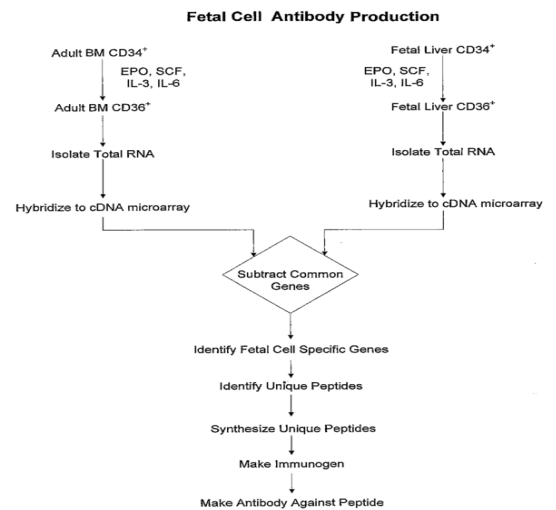 Fetal Cell Antibody Production
Adult BM CD34+
EPO, SCF,
IL-3, IL-6
Adult BM CD36+
Isolate Total RNA
Hybridize to cDNA microarray
Fetal Liver CD34+
EPO, SCF,
IL-3, IL-6
Fetal Liver CD36+
Isolate Total RNA
Hybridize to cDNA microarray
Subtract Common
Genes
Identify Fetal Cell Specific Genes
Identify Unique Peptides
Synthesize Unique Peptides
Make Immunogen
Make Antibody Against Peptide